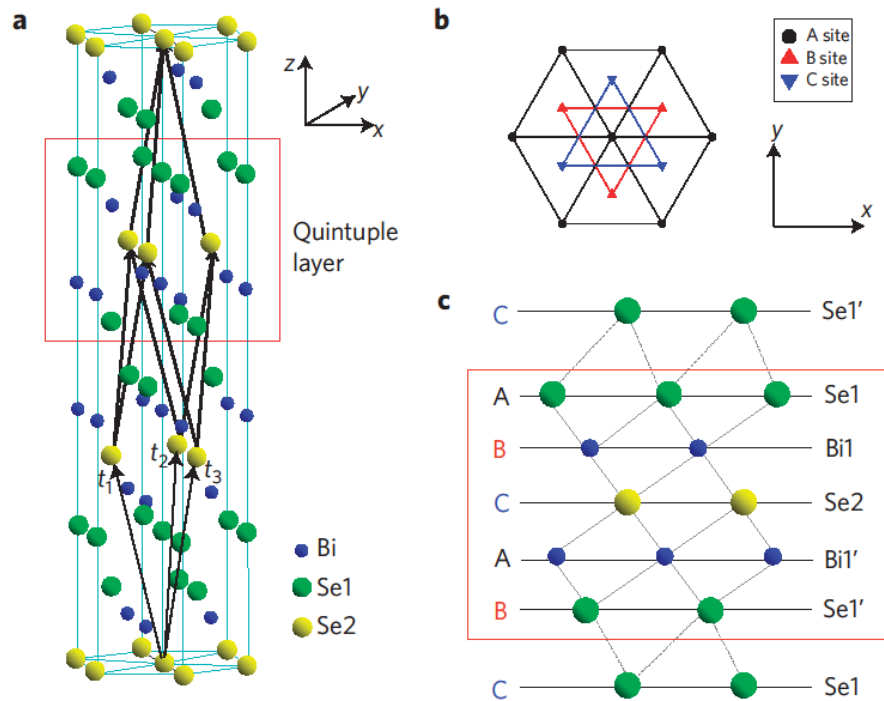 a
z
y
x
Quintuple
layer
t1
t2
t3
Bi
Se1
Se2
b
A site
B site
C site
y
x
c
C Se1′
A Se1
B Bi1
C Se2
A Bi1′
B Se1′
C Se1